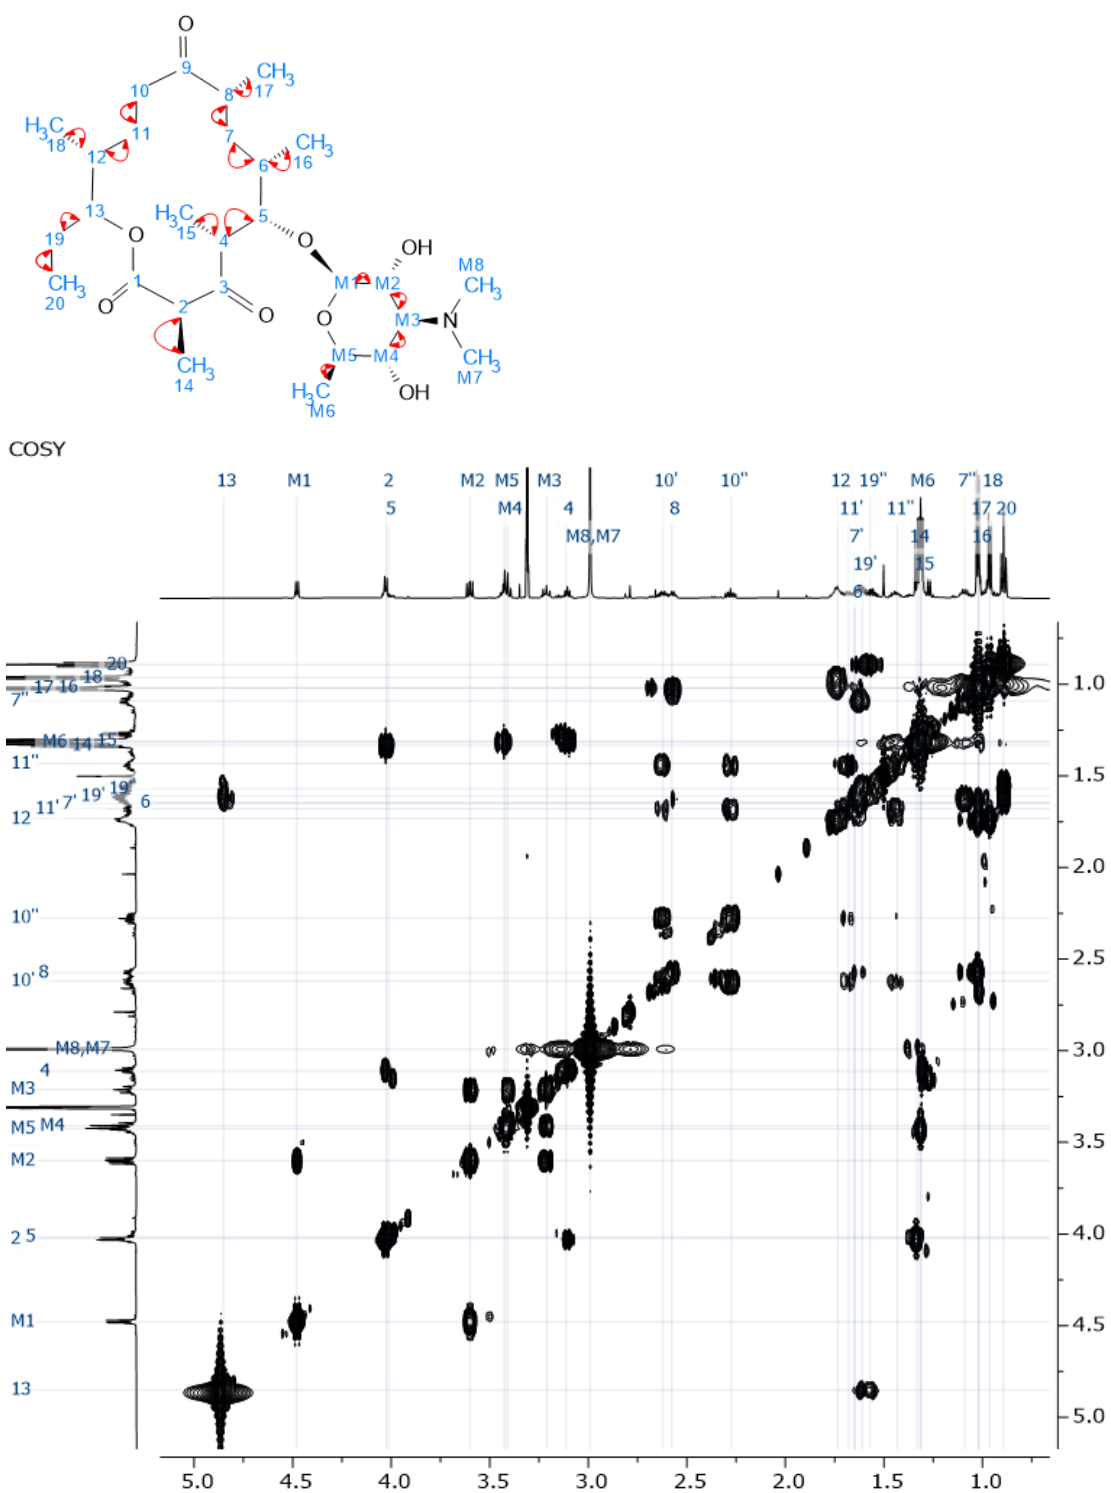 O
9
CH3
17
10
8
H3C
18
11
7
CH3
16
12
6
13
CH3
15
5
4
19
O
O
OH
M8
CH3
1
3
M1
M2
CH3
20
O
2
O
O
M3
N
M5
M4
CH3
14
H3C
M6
OH
CH3
M7
COSY
13 M1 2 M2 M5 M3 10' 10" 12 19" M6 7" 18
5 M4 4 8 11' 11" 17 20
M8,M7 7' 14 16
19' 15
6
20
18
17 16
7"
M6 14 15
11"
19"
11' 7' 19' 6
12
10"
10' 8
M8,M7
4
M3
M5 M4
M2
2 5
M1
13
1.0
1.5
2.0
2.5
3.0
3.5
4.0
4.5
5.0
5.0 4.5 4.0 3.5 3.0 2.5 2.0 1.5 1.0